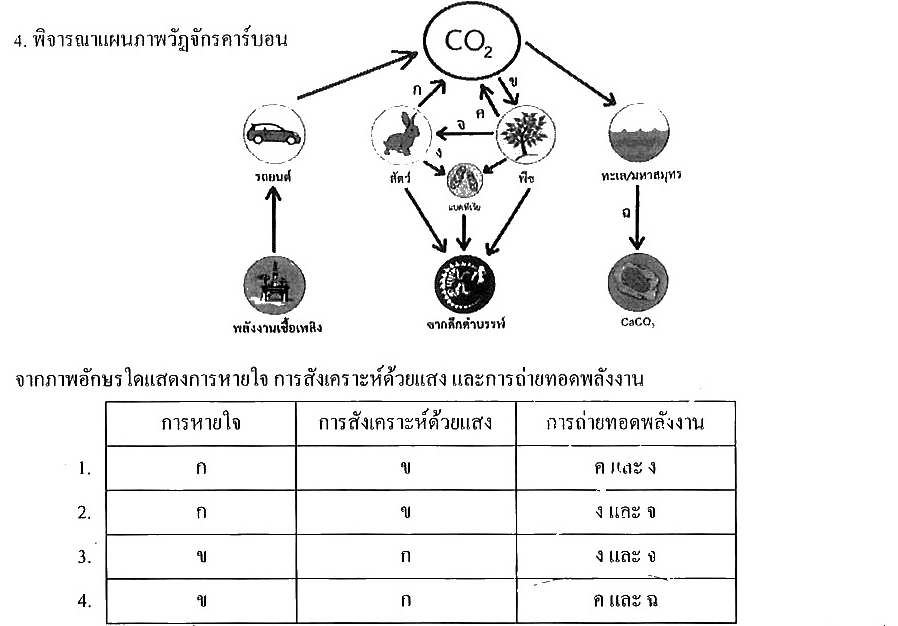 4. พิจารณาแผนภาพวัฏจักรคาร์บอน
CO2
ก
ข
ค
จ
ง
รถยนต์
สัตว์
แบคทีเรีย
พืช
ทะเล/มหาสมุทร
ฉ
พลังงานเชื้อเพลิง
ซากดึกดำบรรพ์
CaCO3
จากภาพอักษรใดแสดงการหายใจ การสังเคราะห์ด้วยแสง และการถ่ายทอดพลังงาน
การหายใจ การสังเคราะห์ด้วยแสง การถ่ายทอดพลังงาน
1. ก ข ค และ ง
2. ก ข ง และ จ
3. ข ก ง และ จ
4. ข ก ค และ ฉ